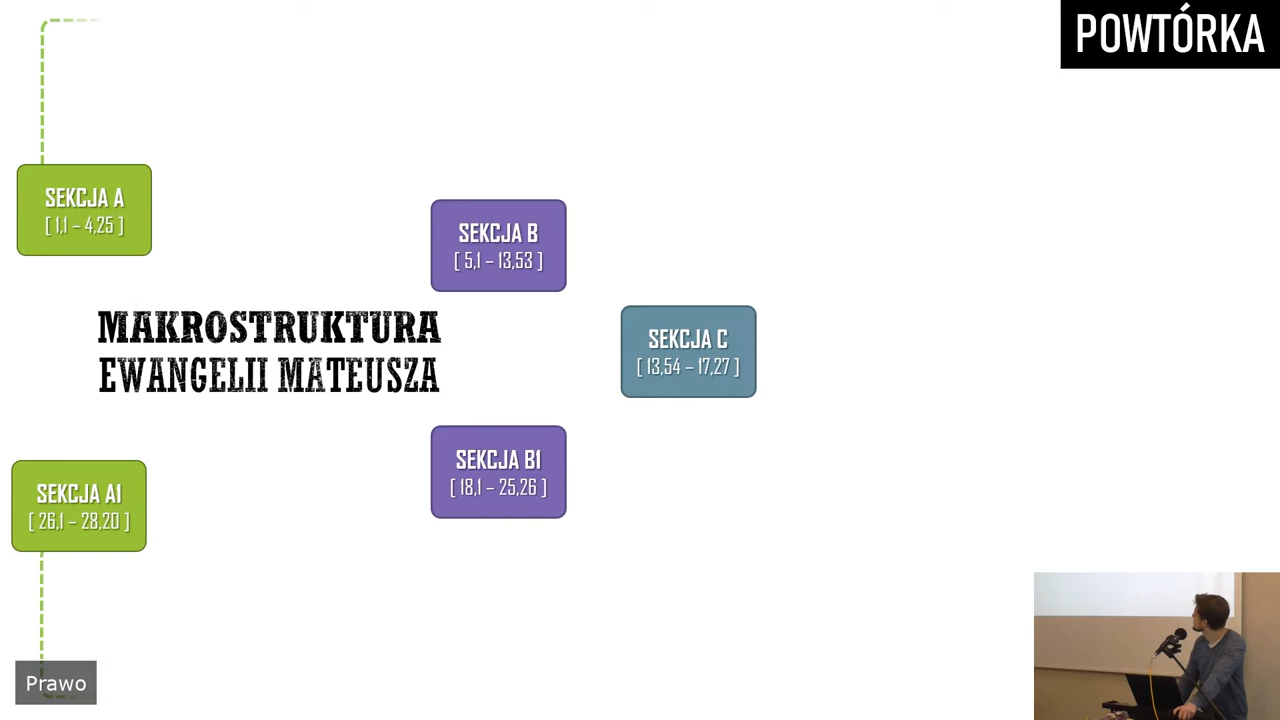 POWTÓRKA
SEKCJA A
[ 1,1 – 4,25 ]
SEKCJA B
[ 5,1 – 13,53 ]
MAKROSTRUKTURA
EWANGELII MATEUSZA
SEKCJA C
[ 13,54 – 17,27 ]
SEKCJA B1
[ 18,1 – 25,26 ]
SEKCJA A1
[ 26,1 – 28,20 ]
Prawo